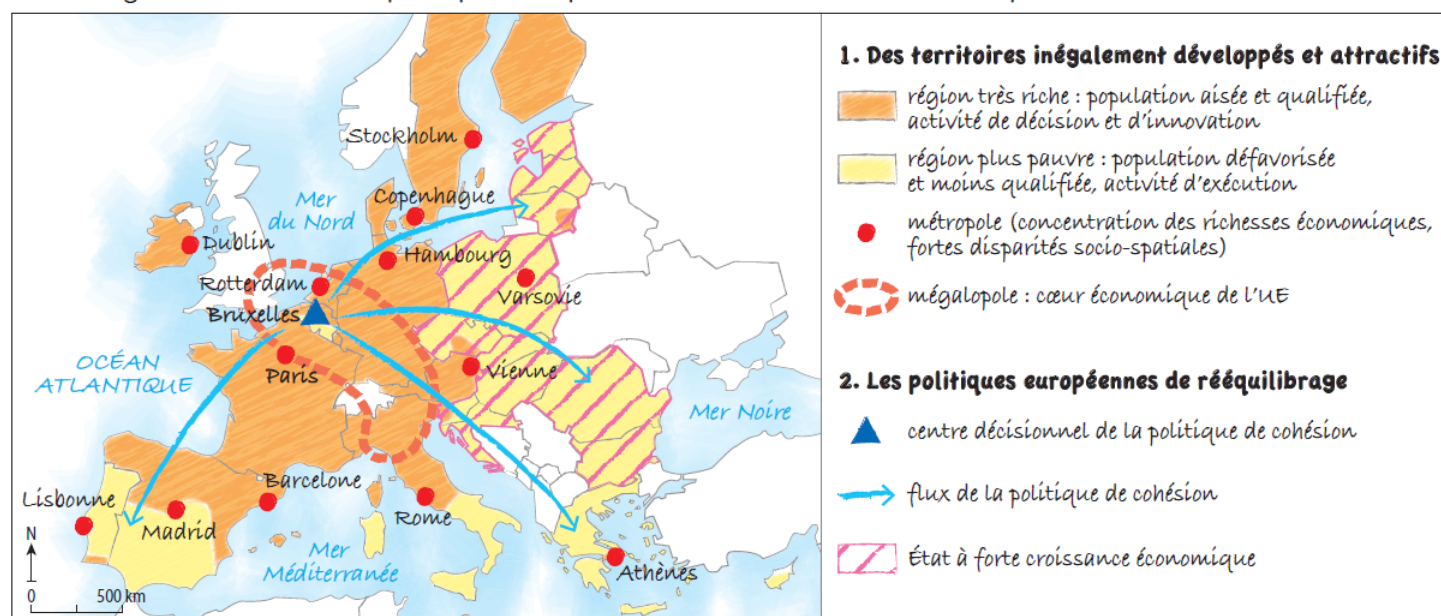 Stockholm
Mer
du Nord
Copenhague
Dublin
Hambourg
Rotterdam
Varsovie
Bruxelles
OCÉAN
ATLANTIQUE
Paris
Vienne
Mer Noire
Barcelone
Lisbonne
Madrid
Rome
Mer
Méditerranée
Athènes
N
0 500 km
1. Des territoires inégalement développés et attractifs
région très riche : population aisée et qualifiée,
activité de décision et d'innovation
région plus pauvre : population défavorisée
et moins qualifiée, activité d'exécution
métropole (concentration des richesses économiques,
fortes disparités socio-spatiales)
mégalopole : cœur économique de l'UE
2. Les politiques européennes de rééquilibrage
centre décisionnel de la politique de cohésion
flux de la politique de cohésion
État à forte croissance économique